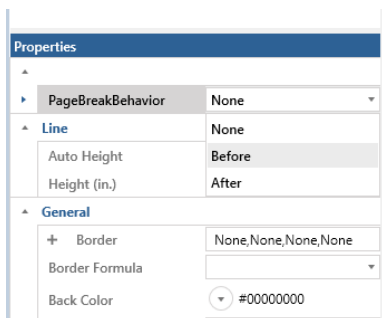 Properties
PageBreakBehavior None
None
Line
Auto Height Before
Height (in.) After
General
+ Border None,None,None,None
Border Formula
Back Color #00000000